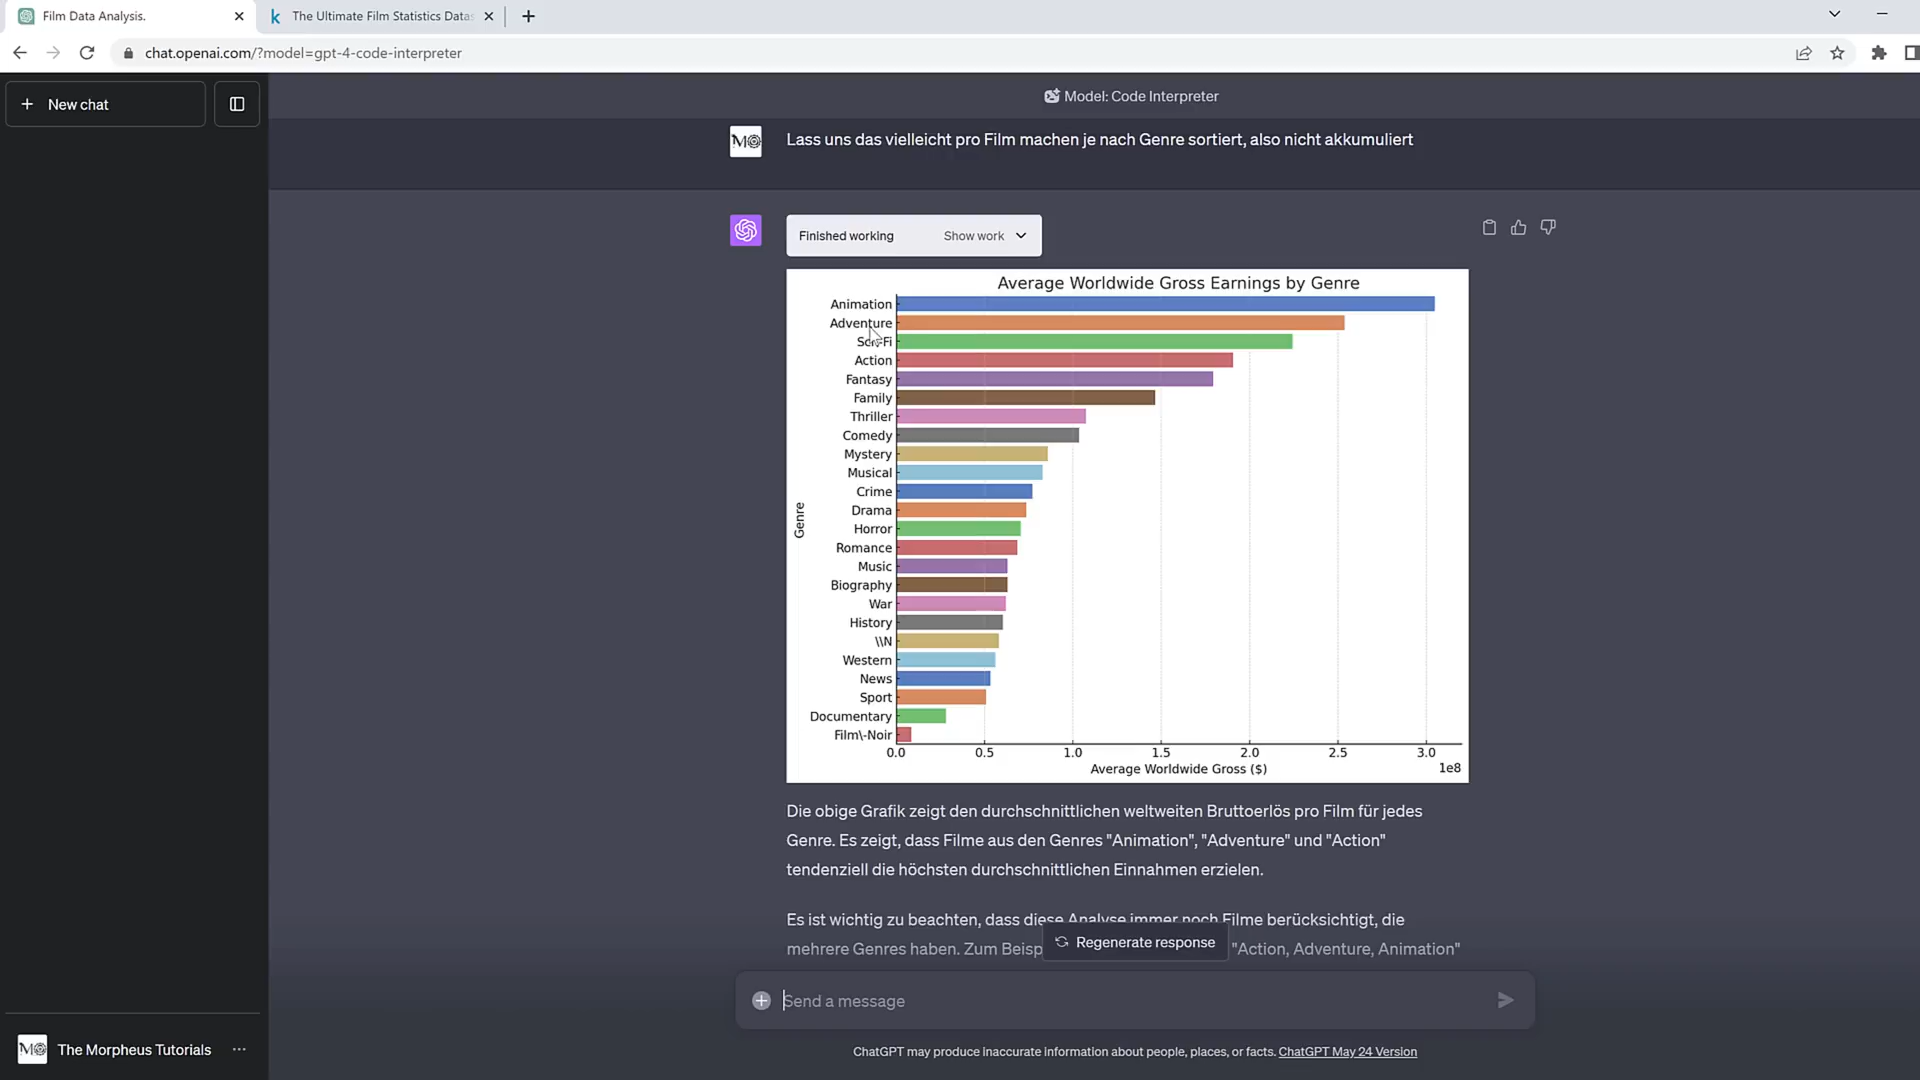 Film Data Analysis.
The Ultimate Film Statistics Datas
chat.openai.com/?model=gpt-4-code-interpreter
New chat
Model: Code Interpreter
Lass uns das vielleicht pro Film machen je nach Genre sortiert, also nicht akkumuliert
Finished working Show work
Average Worldwide Gross Earnings by Genre
Animation
Adventure
Sci-Fi
Action
Fantasy
Family
Thriller
Comedy
Mystery
Musical
Crime
Drama
Horror
Romance
Music
Biography
War
History
\\N
Western
News
Sport
Documentary
Film\-Noir
Genre
0.0 0.5 1.0 1.5 2.0 2.5 3.0
Average Worldwide Gross ($) 1e8
Die obige Grafik zeigt den durchschnittlichen weltweiten Bruttoerlös pro Film für jedes
Genre. Es zeigt, dass Filme aus den Genres "Animation", "Adventure" und "Action"
tendenziell die höchsten durchschnittlichen Einnahmen erzielen.
Es ist wichtig zu beachten, dass diese Analyse immer noch Filme berücksichtigt, die
mehrere Genres haben. Zum Beisp "Action, Adventure, Animation"
Regenerate response
Send a message
The Morpheus Tutorials
ChatGPT may produce inaccurate information about people, places, or facts. ChatGPT May 24 Version